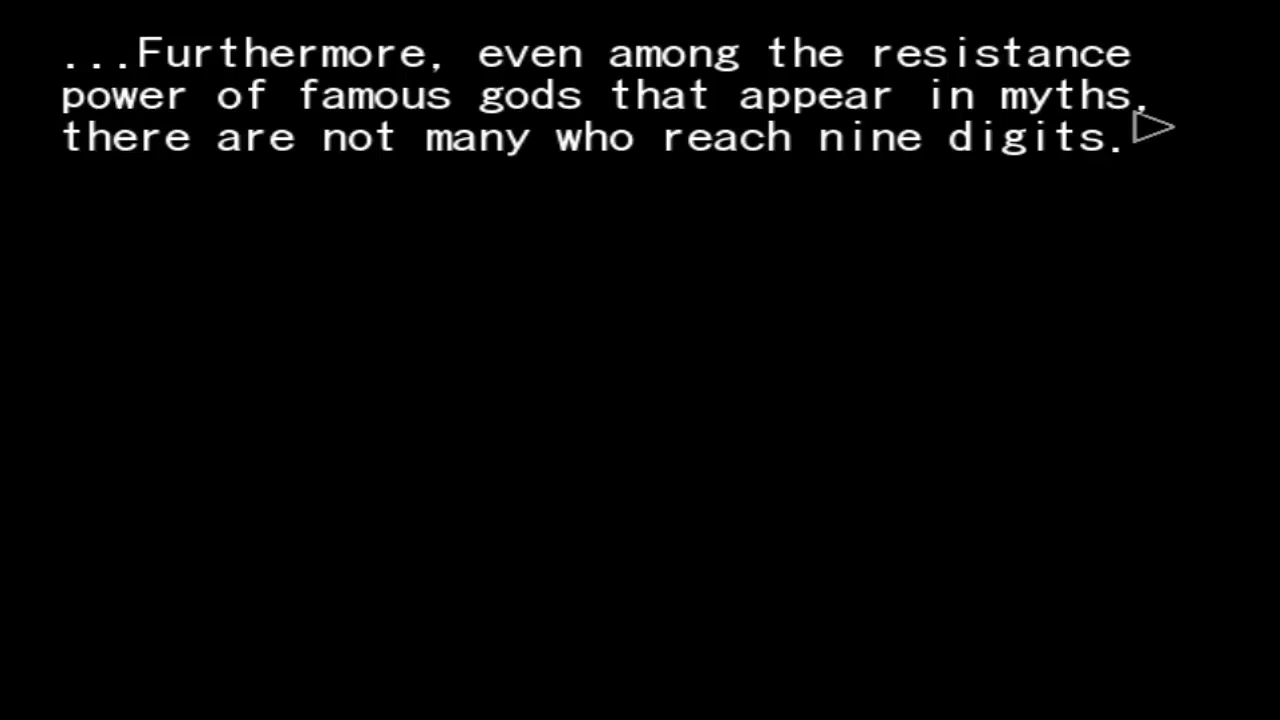 ...Furthermore, even among the resistance
power of famous gods that appear in myths,
there are not many who reach nine digits.